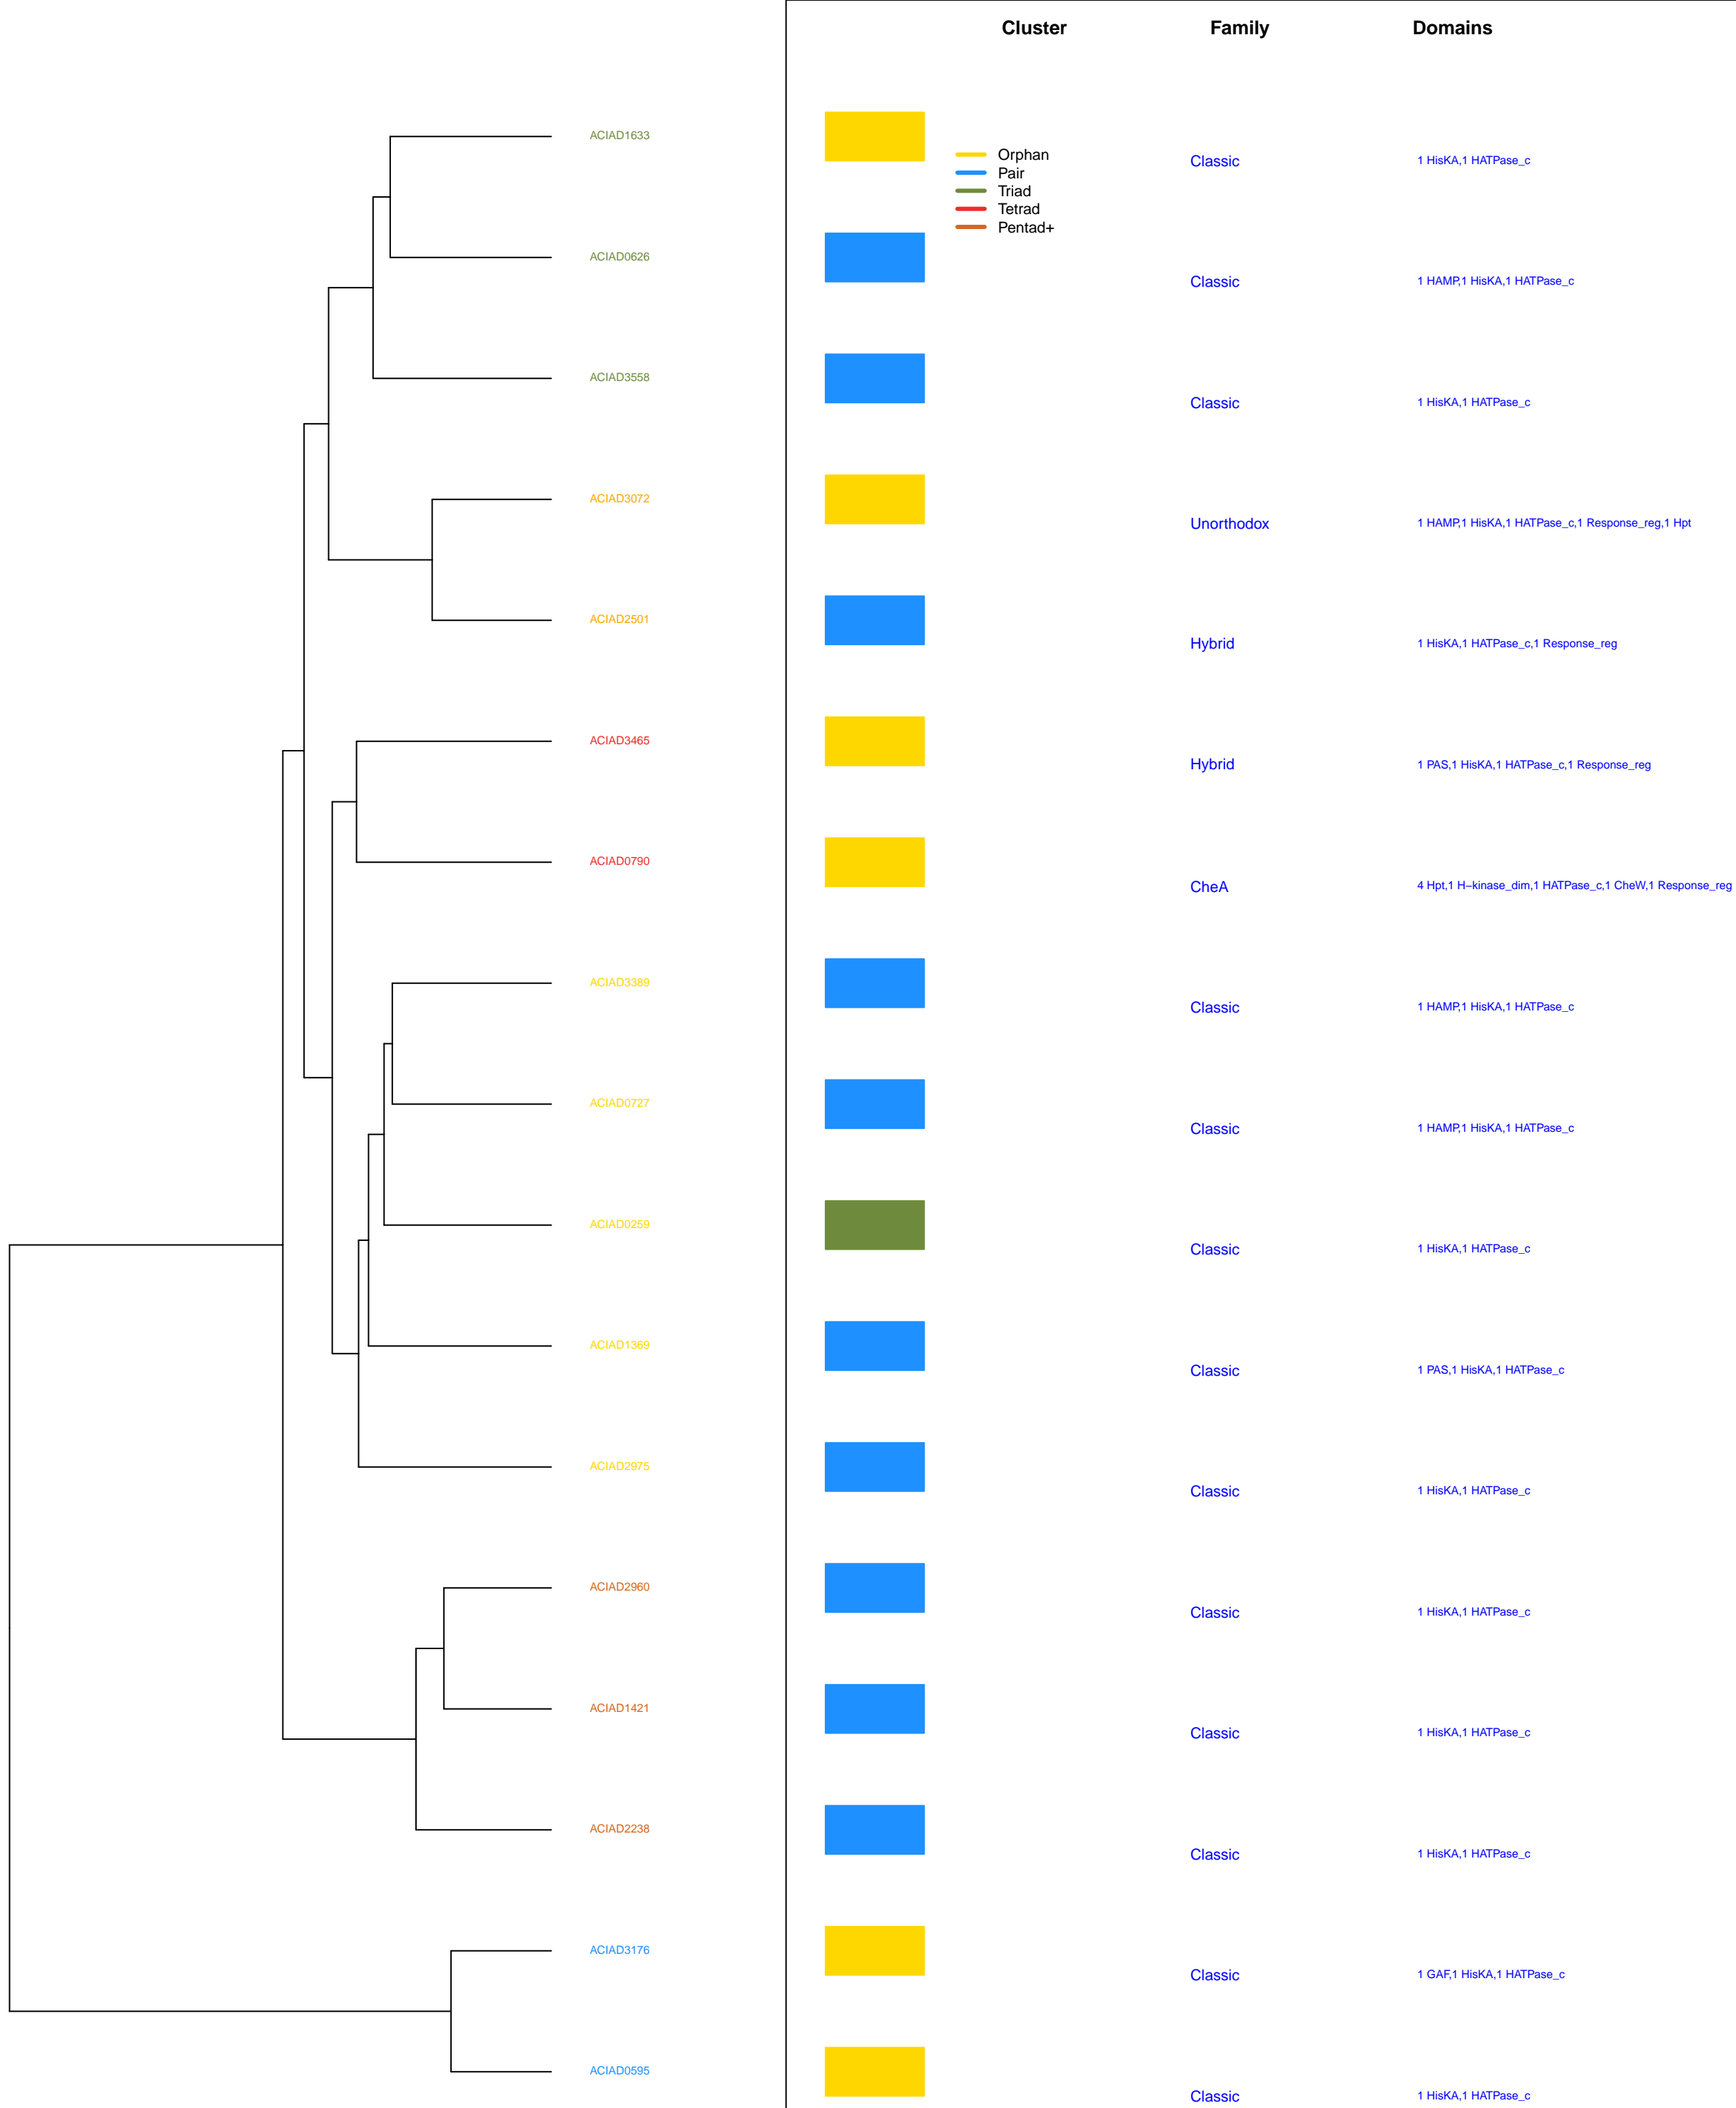 Cluster Family Domains
ACIAD1633
Orphan
Classic 1 HisKA,1 HATPase_c
Pair
Triad
Tetrad
Pentad+
ACIAD0626
Classic 1 HAMP,1 HisKA,1 HATPase_c
ACIAD3558
Classic 1 HisKA,1 HATPase_c
ACIAD3072
Unorthodox 1 HAMP,1 HisKA,1 HATPase_c,1 Response_reg,1 Hpt
ACIAD2501
Hybrid 1 HisKA,1 HATPase_c,1 Response_reg
ACIAD3465
Hybrid 1 PAS,1 HisKA,1 HATPase_c,1 Response_reg
ACIAD0790
CheA 4 Hpt,1 H−kinase_dim,1 HATPase_c,1 CheW,1 Response_reg
ACIAD3389
Classic 1 HAMP,1 HisKA,1 HATPase_c
ACIAD0727
Classic 1 HAMP,1 HisKA,1 HATPase_c
ACIAD0259
Classic 1 HisKA,1 HATPase_c
ACIAD1369
Classic 1 PAS,1 HisKA,1 HATPase_c
ACIAD2975
Classic 1 HisKA,1 HATPase_c
ACIAD2960
Classic 1 HisKA,1 HATPase_c
ACIAD1421
Classic 1 HisKA,1 HATPase_c
ACIAD2238
Classic 1 HisKA,1 HATPase_c
ACIAD3176
Classic 1 GAF,1 HisKA,1 HATPase_c
ACIAD0595
Classic 1 HisKA,1 HATPase_c